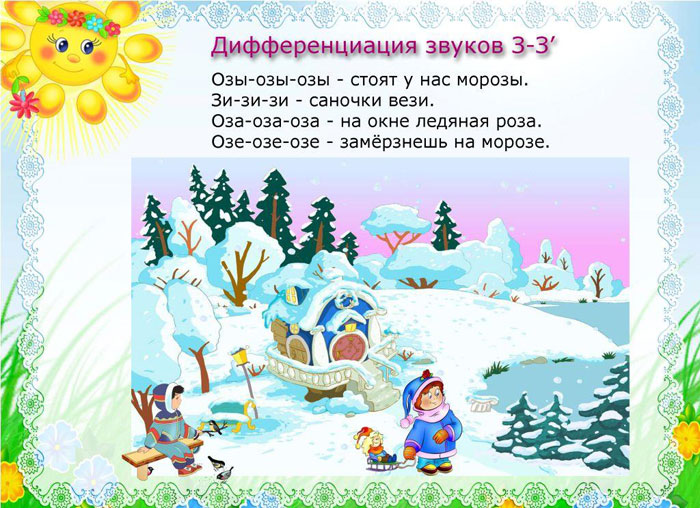 Дифференциация звуков З-З’
Озы-озы-озы - стоят у нас морозы.
Зи-зи-зи - саночки вези.
Оза-оза-оза - на окне ледяная роза.
Озе-озе-озе - замёрзнешь на морозе.